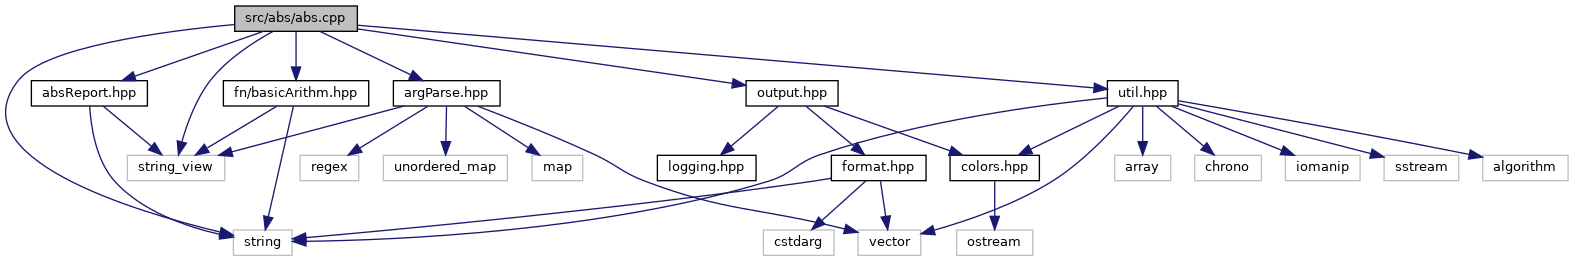 src/abs/abs.cpp
absReport.hpp
fn/basicArithm.hpp
argParse.hpp
output.hpp
util.hpp
string_view
regex
unordered_map
map
logging.hpp
format.hpp
colors.hpp
array
chrono
iomanip
sstream
algorithm
string
cstdarg
vector
ostream